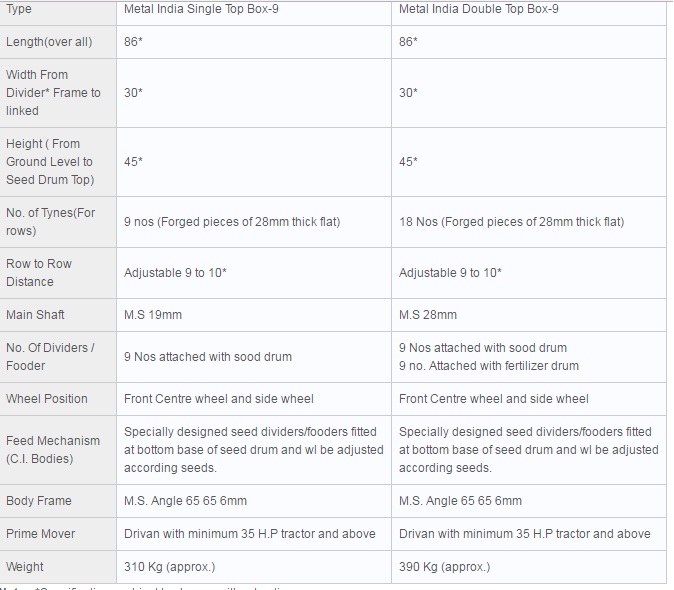 Type Metal India Single Top Box-9 Metal India Double Top Box-9
Length(over all) 86* 86*
Width From
Divider* Frame to
linked
30* 30*
Height ( From
Ground Level to
Seed Drum Top)
45* 45*
No. of Tynes(For
rows)
9 nos (Forged pieces of 28mm thick flat) 18 Nos (Forged pieces of 28mm thick flat)
Row to Row
Distance
Adjustable 9 to 10* Adjustable 9 to 10*
Main Shaft M.S 19mm M.S 28mm
No. Of Dividers /
Fooder
9 Nos attached with sood drum
9 Nos attached with sood drum
9 no. Attached with fertilizer drum
Wheel Position Front Centre wheel and side wheel Front Centre wheel and side wheel
Feed Mechanism
(C.I. Bodies)
Specially designed seed dividers/fooders fitted
at bottom base of seed drum and wl be adjusted
according seeds.
Specially designed seed dividers/fooders fitted
at bottom base of seed drum and wl be adjusted
according seeds.
Body Frame M.S. Angle 65 65 6mm M.S. Angle 65 65 6mm
Prime Mover Drivan with minimum 35 H.P tractor and above Drivan with minimum 35 H.P tractor and above
Weight 310 Kg (approx.) 390 Kg (approx.)